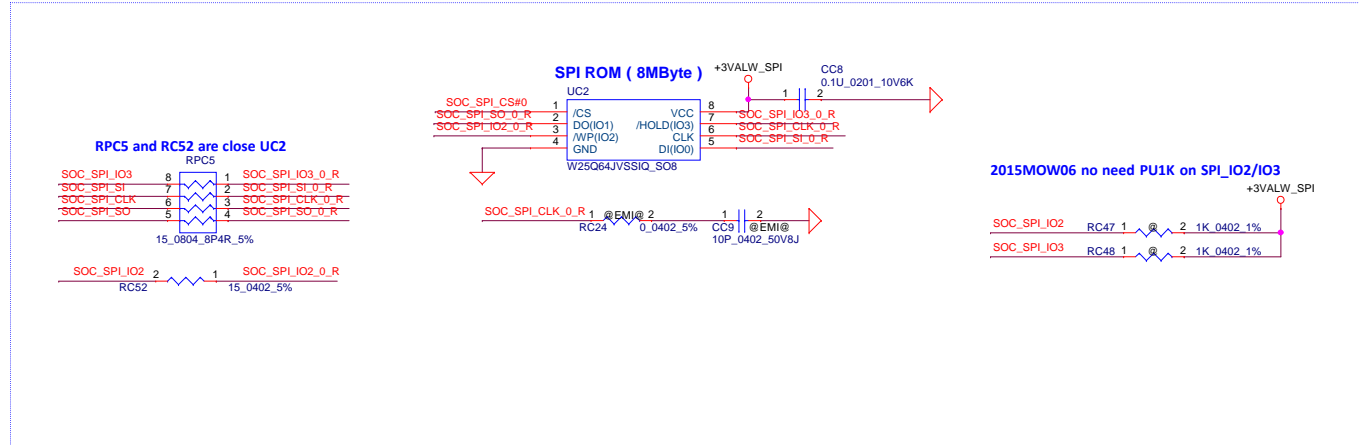 SPI ROM ( 8MByte )
+3VALW_SPI
CC8
0.1U_0201_10V6K
1 2
UC2
SOC_SPI_CS#0 1 /CS VCC 8
SOC_SPI_SO_0_R 2 DO(IO1) /HOLD(IO3) 7 SOC_SPI_IO3_0_R
SOC_SPI_IO2_0_R 3 /WP(IO2) CLK 6 SOC_SPI_CLK_0_R
4 GND DI(IO0) 5 SOC_SPI_SI_0_R
W25Q64JVSSIQ_SO8
RPC5 and RC52 are close UC2
RPC5
SOC_SPI_IO3 8 1 SOC_SPI_IO3_0_R
SOC_SPI_SI 7 2 SOC_SPI_SI_0_R
SOC_SPI_CLK 6 3 SOC_SPI_CLK_0_R
SOC_SPI_SO 5 4 SOC_SPI_SO_0_R
15_0804_8P4R_5%
SOC_SPI_IO2 2 1 SOC_SPI_IO2_0_R
RC52 15_0402_5%
SOC_SPI_CLK_0_R 1 @EMI@ 2 1 2
RC24 0_0402_5% CC9 @EMI@
10P_0402_50V8J
2015MOW06 no need PU1K on SPI_IO2/IO3
+3VALW_SPI
SOC_SPI_IO2 RC47 1 @ 2 1K_0402_1%
SOC_SPI_IO3 RC48 1 @ 2 1K_0402_1%